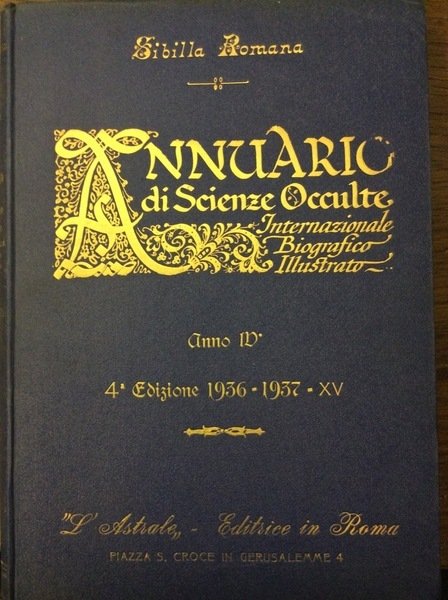 Sibilla Romana
ANNUARIO
di Scienze Occulte
Internazionale
Biografico
Illustrato
Anno IVº
4ª Edizione 1936 - 1937 - XV
"L'Astrale„ - Editrice in Roma
PIAZZA S. CROCE IN GERUSALEMME 4